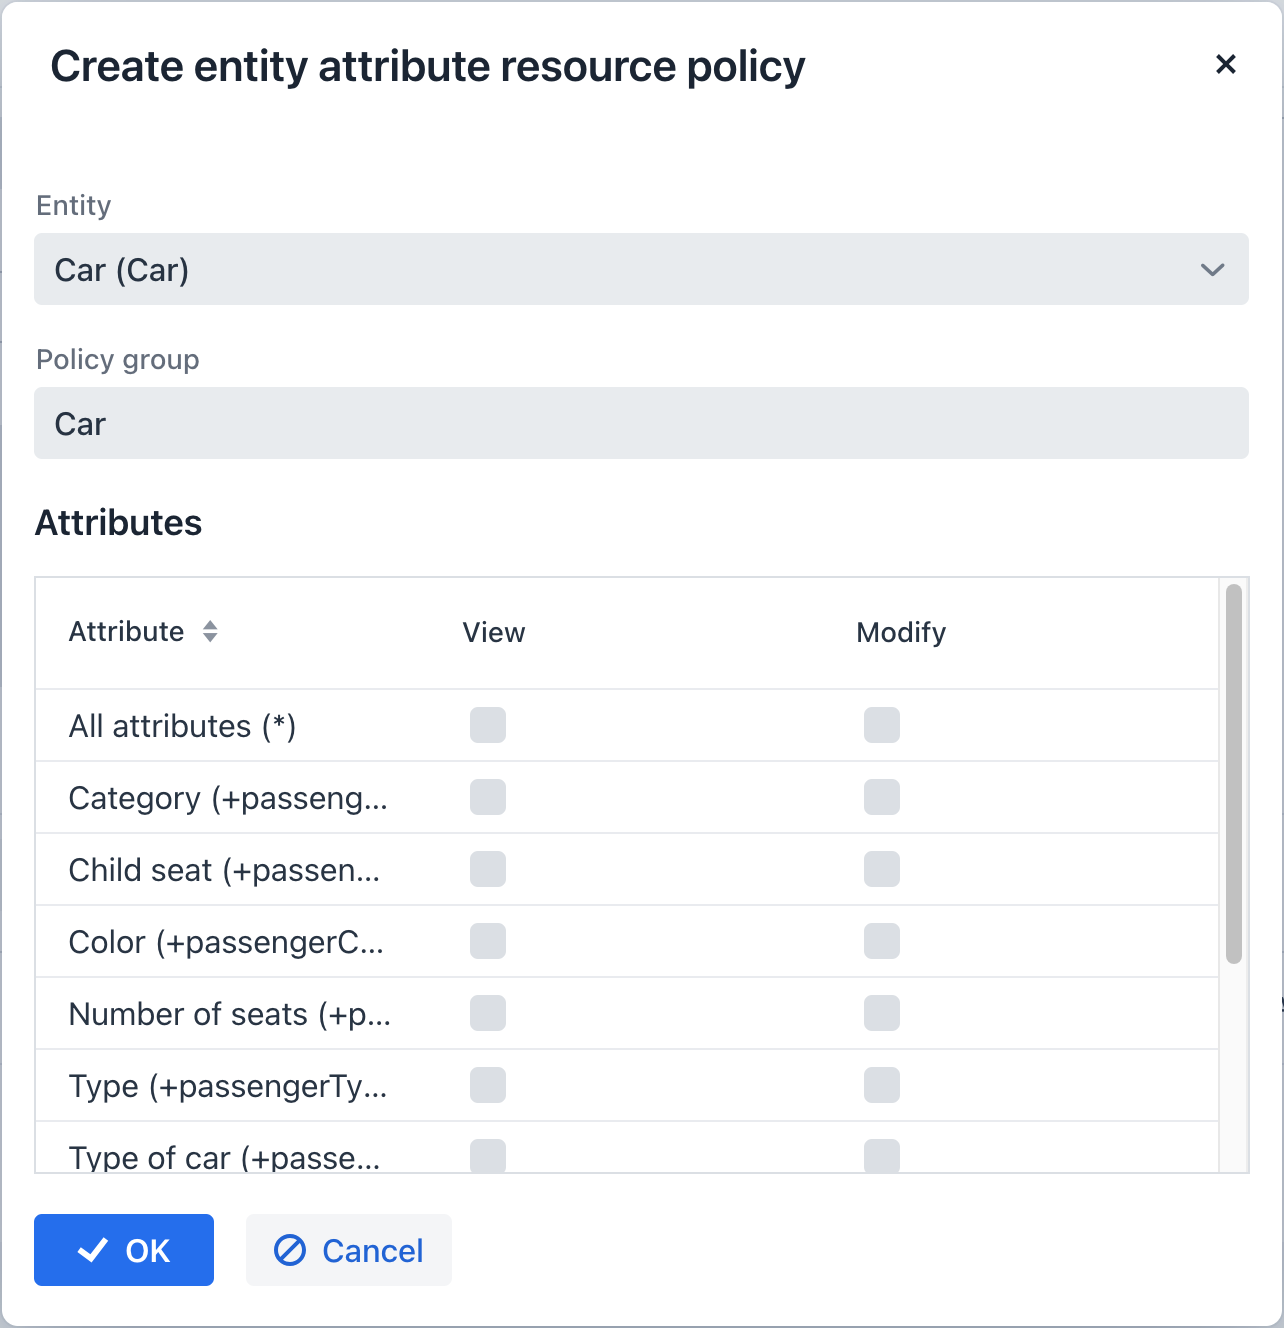 Create entity attribute resource policy
Entity
Car (Car)
Policy group
Car
Attributes
Attribute View Modify
All attributes (*)
Category (+passeng...
Child seat (+passen...
Color (+passengerC...
Number of seats (+p...
Type (+passengerTy...
Type of car (+passe...
OK Cancel